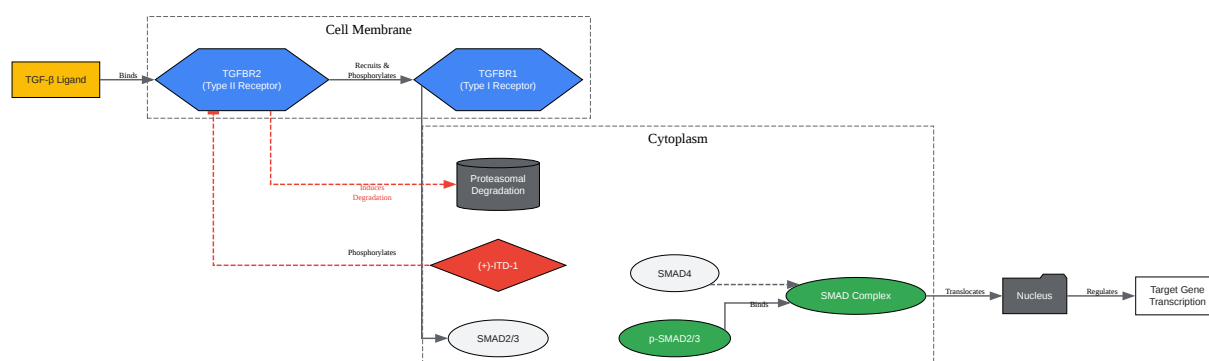 Cell Membrane
TGF-β Ligand
Binds
TGFBR2
(Type II Receptor)
Recruits &
Phosphorylates
TGFBR1
(Type I Receptor)
Cytoplasm
Proteasomal
Degradation
Induces
Degradation
Phosphorylates
(+)-ITD-1
SMAD4
SMAD Complex
Translocates
Nucleus
Regulates
Target Gene
Transcription
Binds
SMAD2/3
p-SMAD2/3